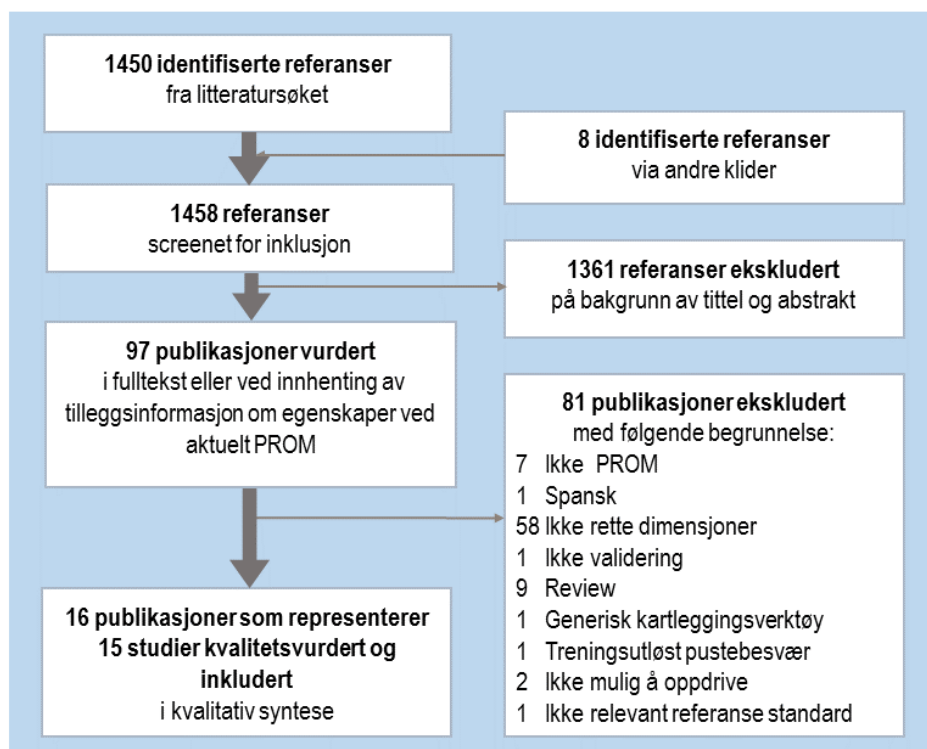 1450 identifiserte referanser
fra litteratursøket
8 identifiserte referanser
via andre klider
1458 referanser
screenet for inklusjon
1361 referanser ekskludert
på bakgrunn av tittel og abstrakt
97 publikasjoner vurdert
i fulltekst eller ved innhenting av
tilleggsinformasjon om egenskaper ved
aktuelt PROM
81 publikasjoner ekskludert
med følgende begrunnelse:
7 Ikke PROM
1 Spansk
58 Ikke rette dimensjoner
1 Ikke validering
9 Review
1 Generisk kartleggingsverktøy
1 Treningsutløst pustebesvær
2 Ikke mulig å oppdrive
1 Ikke relevant referanse standard
16 publikasjoner som representerer
15 studier kvalitetsvurdert og
inkludert
i kvalitativ syntese